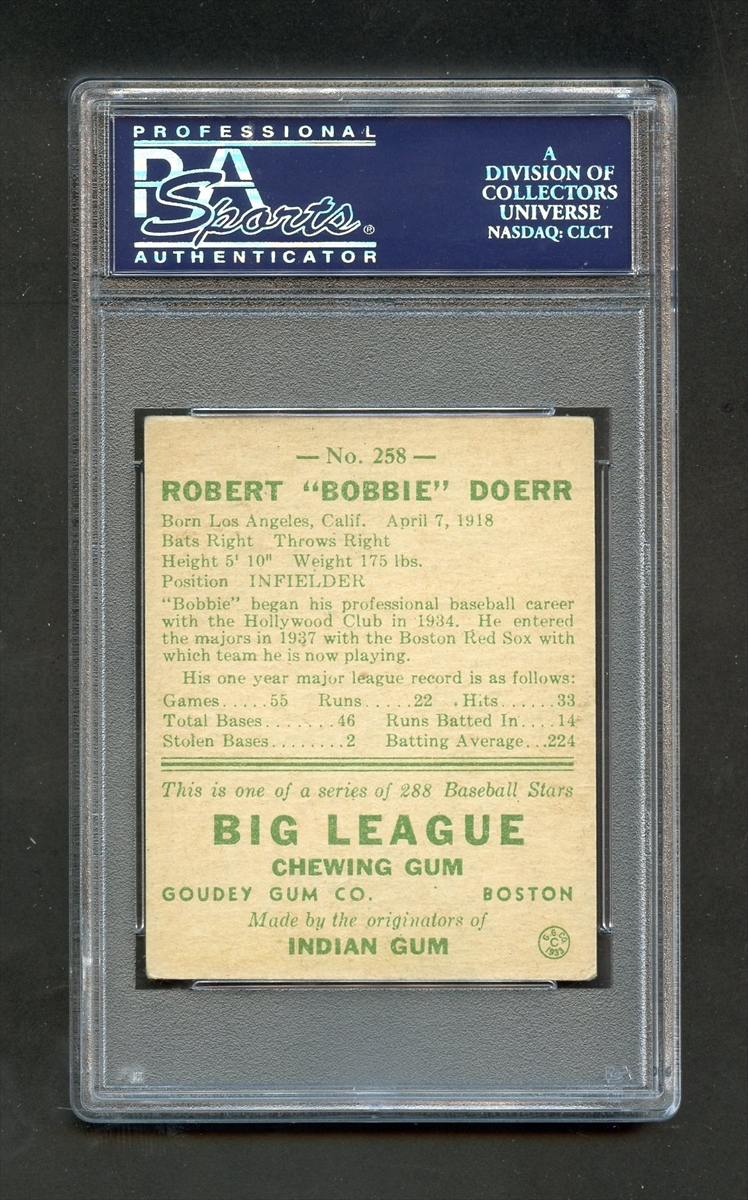 PROFESSIONAL
PSA
Sports®
AUTHENTICATOR
A
DIVISION OF
COLLECTORS
UNIVERSE
NASDAQ: CLCT
— No. 258 —
ROBERT "BOBBIE" DOERR
Born Los Angeles, Calif. April 7, 1918
Bats Right Throws Right
Height 5' 10" Weight 175 lbs.
Position INFIELDER
"Bobbie" began his professional baseball career
with the Hollywood Club in 1934. He entered
the majors in 1937 with the Boston Red Sox with
which team he is now playing.
His one year major league record is as follows:
Games.....55 Runs.....22 Hits......33
Total Bases.......46 Runs Batted In....14
Stolen Bases........2 Batting Average...224
This is one of a series of 288 Baseball Stars
BIG LEAGUE
CHEWING GUM
GOUDEY GUM CO. BOSTON
Made by the originators of
INDIAN GUM
G.G.CO.
C
1933